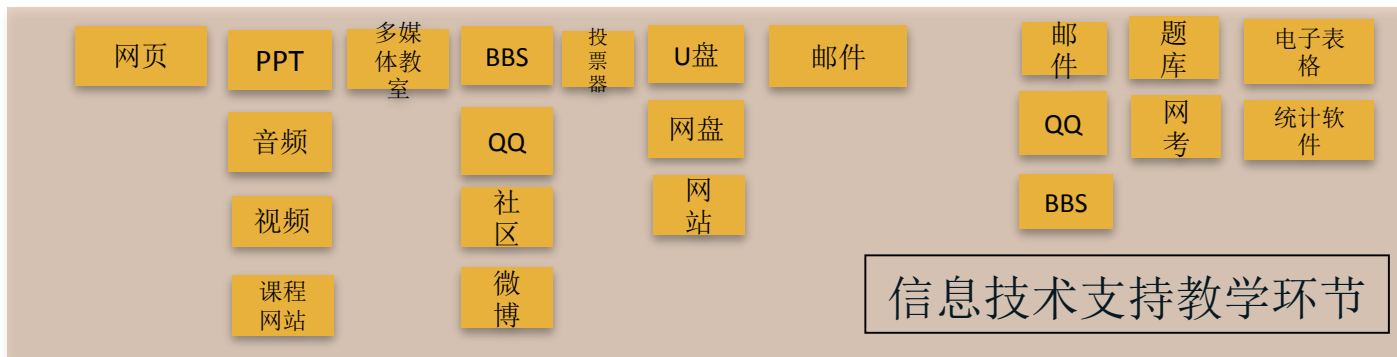 网页
PPT
多媒
体教
室
BBS
投
票
器
U盘
邮件
邮
件
题
库
电子表
格
音频
QQ
网盘
QQ
网
考
统计软
件
视频
社
区
网
站
BBS
课程
网站
微
博
信息技术支持教学环节